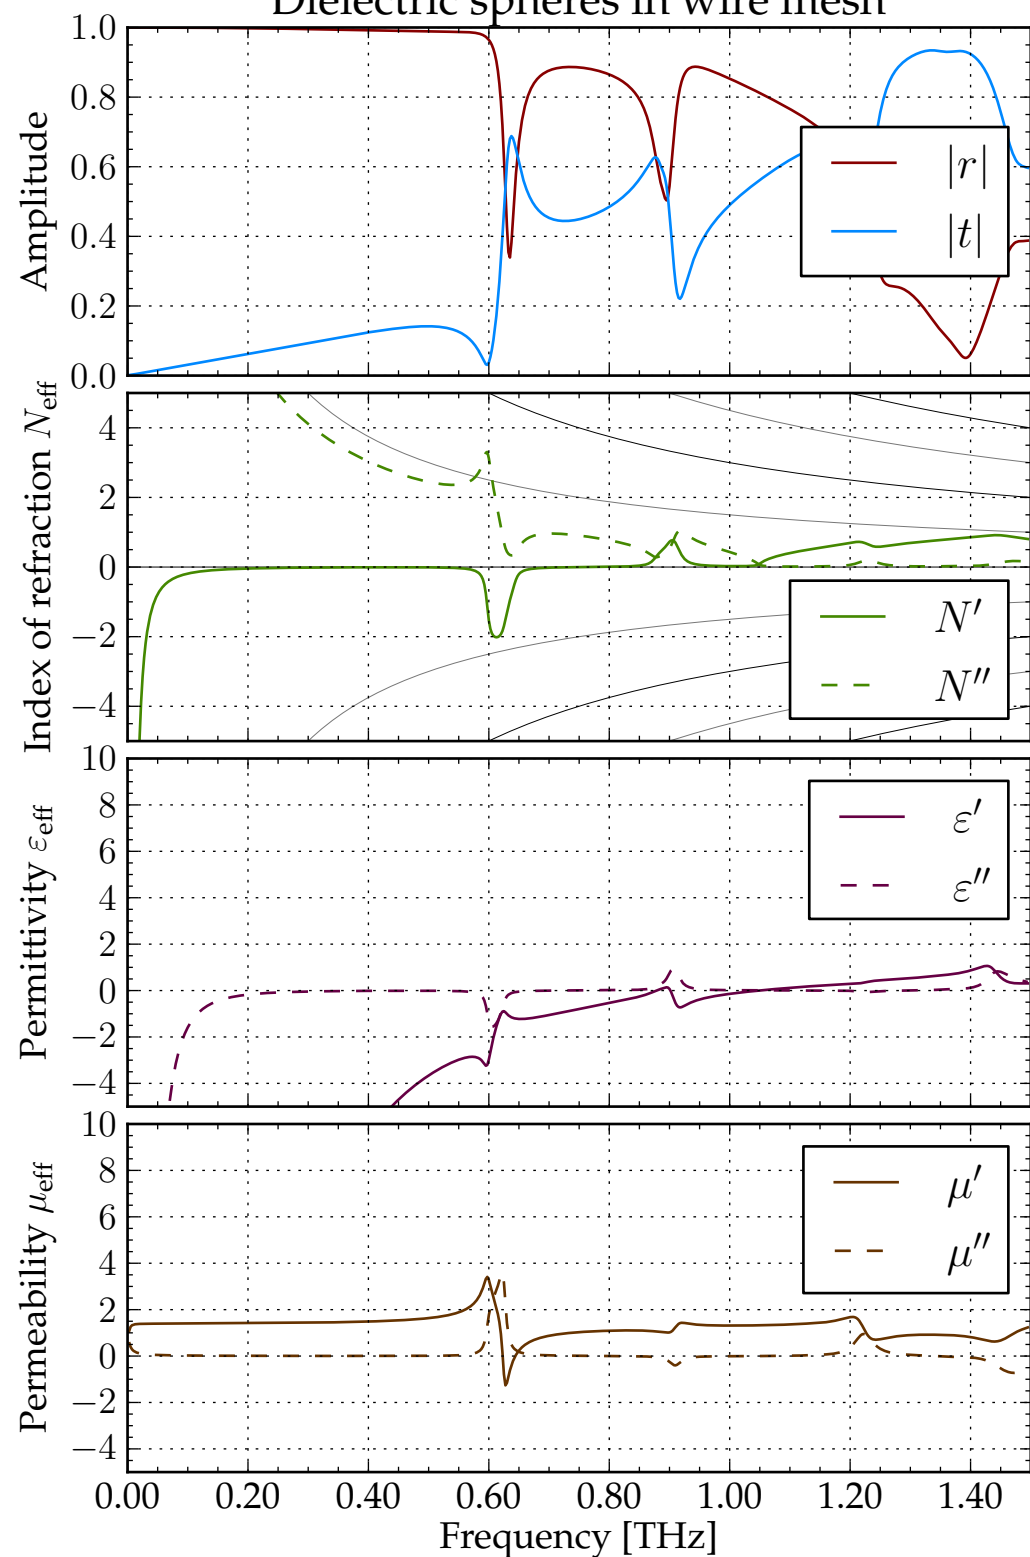 Dielectric spheres in wire mesh
Amplitude
1.0
0.8
0.6
0.4
0.2
0.0
|r|
|t|
Index of refraction N_eff
4
2
0
−2
−4
N′
N″
Permittivity ε_eff
10
8
6
4
2
0
−2
−4
ε′
ε″
Permeability μ_eff
10
8
6
4
2
0
−2
−4
μ′
μ″
0.00 0.20 0.40 0.60 0.80 1.00 1.20 1.40
Frequency [THz]